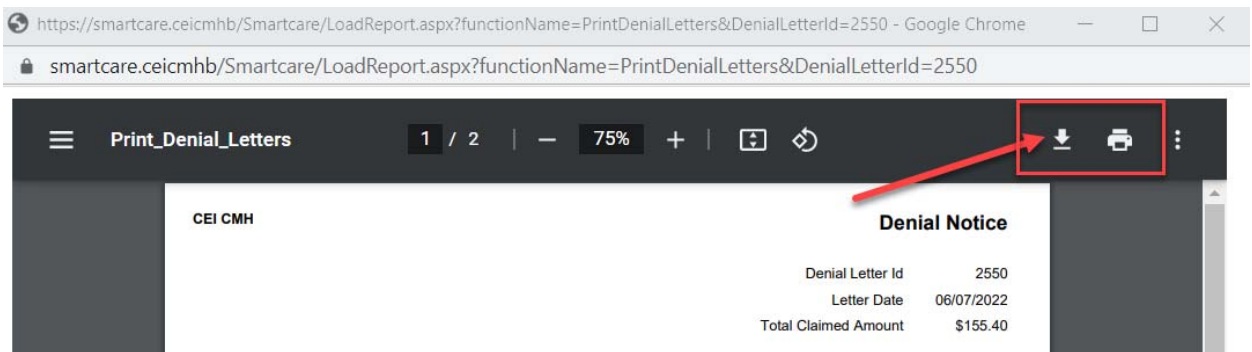 https://smartcare.ceicmhb/Smartcare/LoadReport.aspx?functionName=PrintDenialLetters&DenialLetterId=2550 - Google Chrome
smartcare.ceicmhb/Smartcare/LoadReport.aspx?functionName=PrintDenialLetters&DenialLetterId=2550
Print_Denial_Letters 1 / 2 | — 75% + |
CEI CMH Denial Notice
Denial Letter Id 2550
Letter Date 06/07/2022
Total Claimed Amount $155.40